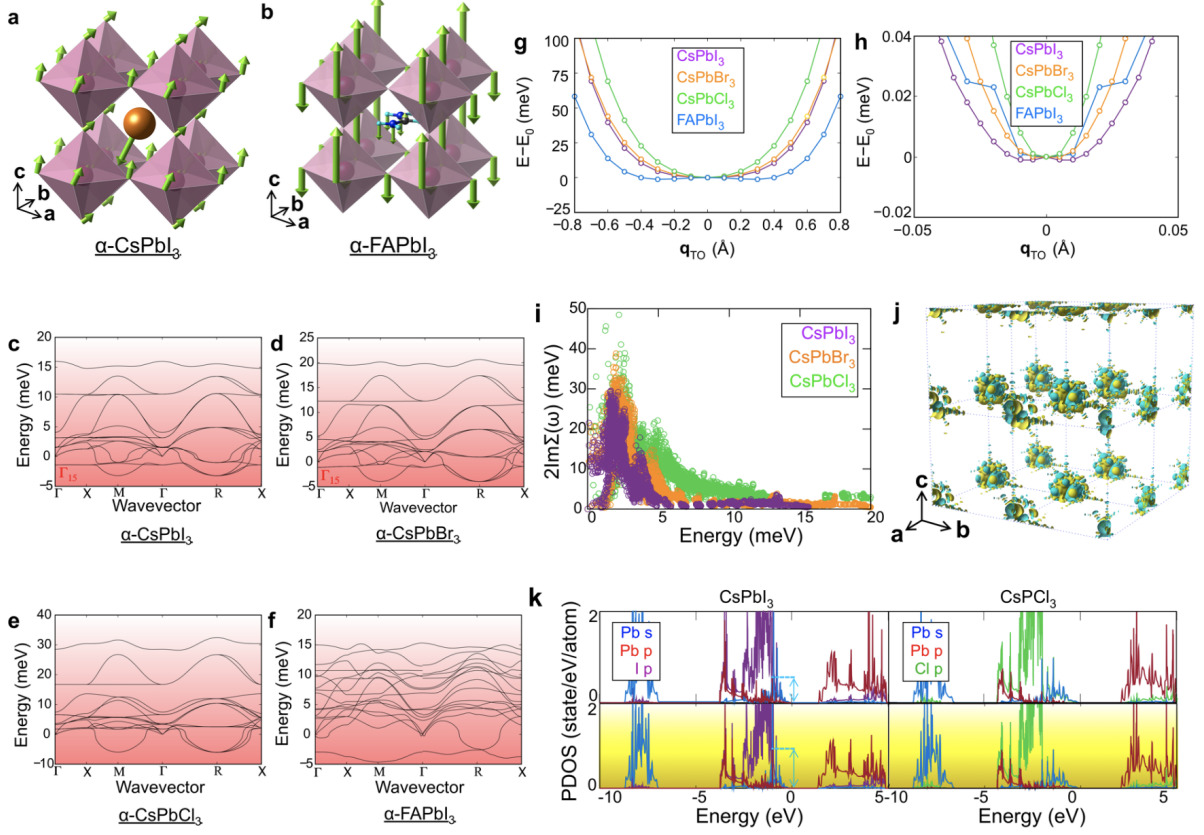 a
c
b
a
α-CsPbI3
b
c
b
a
α-FAPbI3
g
E−E0 (meV)
100
75
50
25
0
25
−0.8 −0.6 −0.4 −0.2 0 0.2 0.4 0.6 0.8
qTO (Å)
CsPbI3
CsPbBr3
CsPbCl3
FAPbI3
h
E−E0 (meV)
0.04
0.02
0
−0.02
−0.05 0 0.05
qTO (Å)
CsPbI3
CsPbBr3
CsPbCl3
FAPbI3
c
Energy (meV)
20
15
10
5
0
−5
Γ15
Γ X M Γ R X
Wavevector
α-CsPbI3
d
Energy (meV)
25
20
15
10
5
0
−5
Γ15
Γ X M Γ R X
Wavevector
α-CsPbBr3
i
2ImΣ(ω) (meV)
50
40
30
20
10
0
0 5 10 15 20
Energy (meV)
CsPbI3
CsPbBr3
CsPbCl3
j
c
a
b
e
Energy (meV)
40
30
20
10
0
−10
Γ X M Γ R X
Wavevector
α-CsPbCl3
f
Energy (meV)
20
15
10
5
0
−5
Γ X M Γ R X
Wavevector
α-FAPbI3
k
CsPbI3
CsPCl3
PDOS (state/eV/atom)
2
0
2
0
Pb s
Pb p
I p
Pb s
Pb p
Cl p
−10 −5 0 5
−10 −5 0 5
Energy (eV)
Energy (eV)